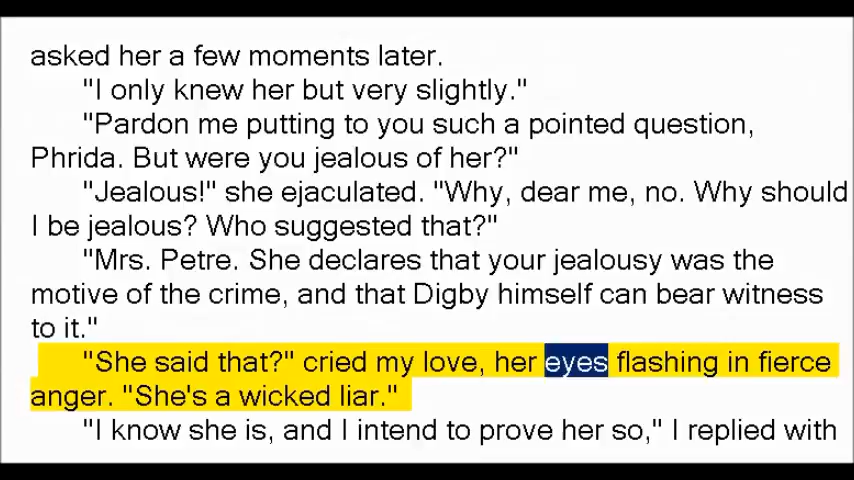 asked her a few moments later.
"I only knew her but very slightly."
"Pardon me putting to you such a pointed question,
Phrida. But were you jealous of her?"
"Jealous!" she ejaculated. "Why, dear me, no. Why should
I be jealous? Who suggested that?"
"Mrs. Petre. She declares that your jealousy was the
motive of the crime, and that Digby himself can bear witness
to it."
"She said that?" cried my love, her eyes flashing in fierce
anger. "She's a wicked liar."
"I know she is, and I intend to prove her so," I replied with